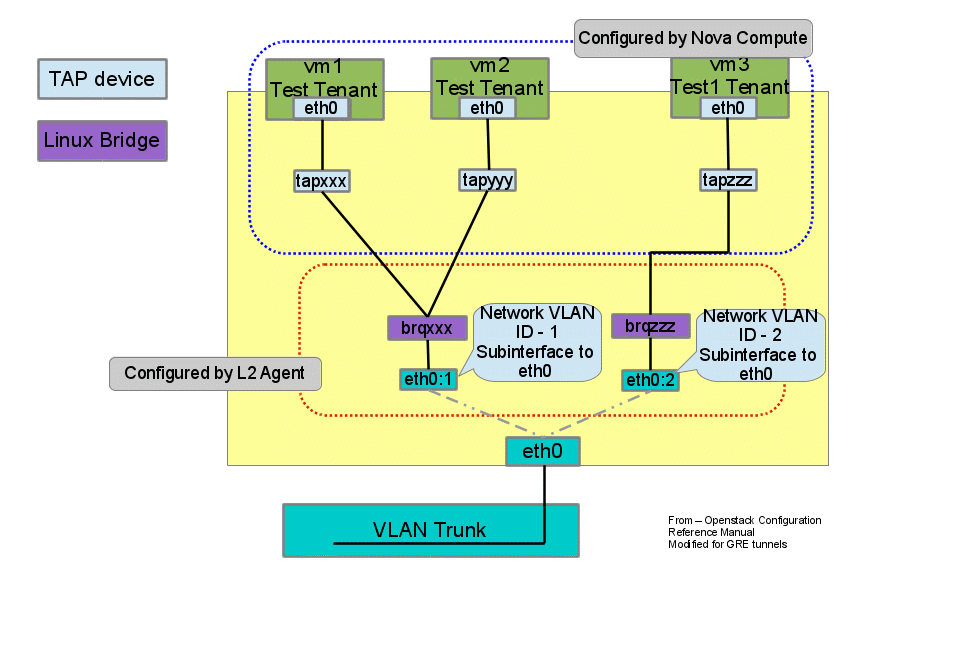 Configured by Nova Compute
TAP device
Linux Bridge
vm1
Test Tenant
eth0
vm2
Test Tenant
eth0
vm3
Test1 Tenant
eth0
tapxxx
tapyyy
tapzzz
brqxxx
Network VLAN
ID - 1
Subinterface to
eth0
brqzzz
Network VLAN
ID - 2
Subinterface to
eth0
Configured by L2 Agent
eth0:1
eth0:2
eth0
VLAN Trunk
From – Openstack Configuration
Reference Manual
Modified for GRE tunnels